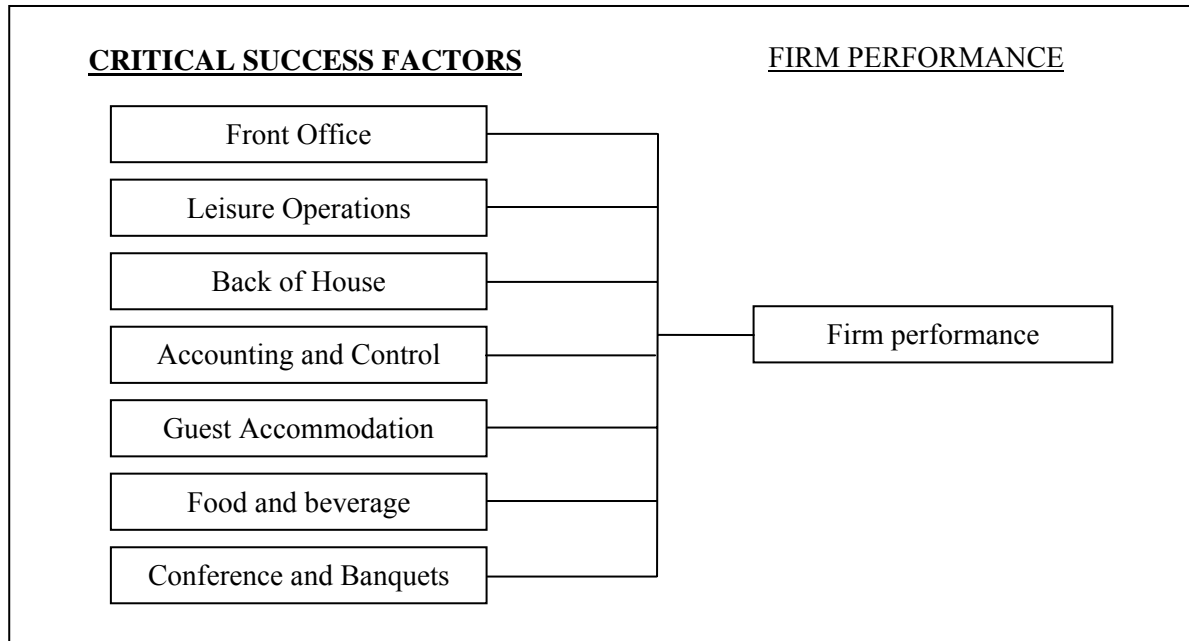 CRITICAL SUCCESS FACTORS
FIRM PERFORMANCE
Front Office
Leisure Operations
Back of House
Accounting and Control
Guest Accommodation
Food and beverage
Conference and Banquets
Firm performance